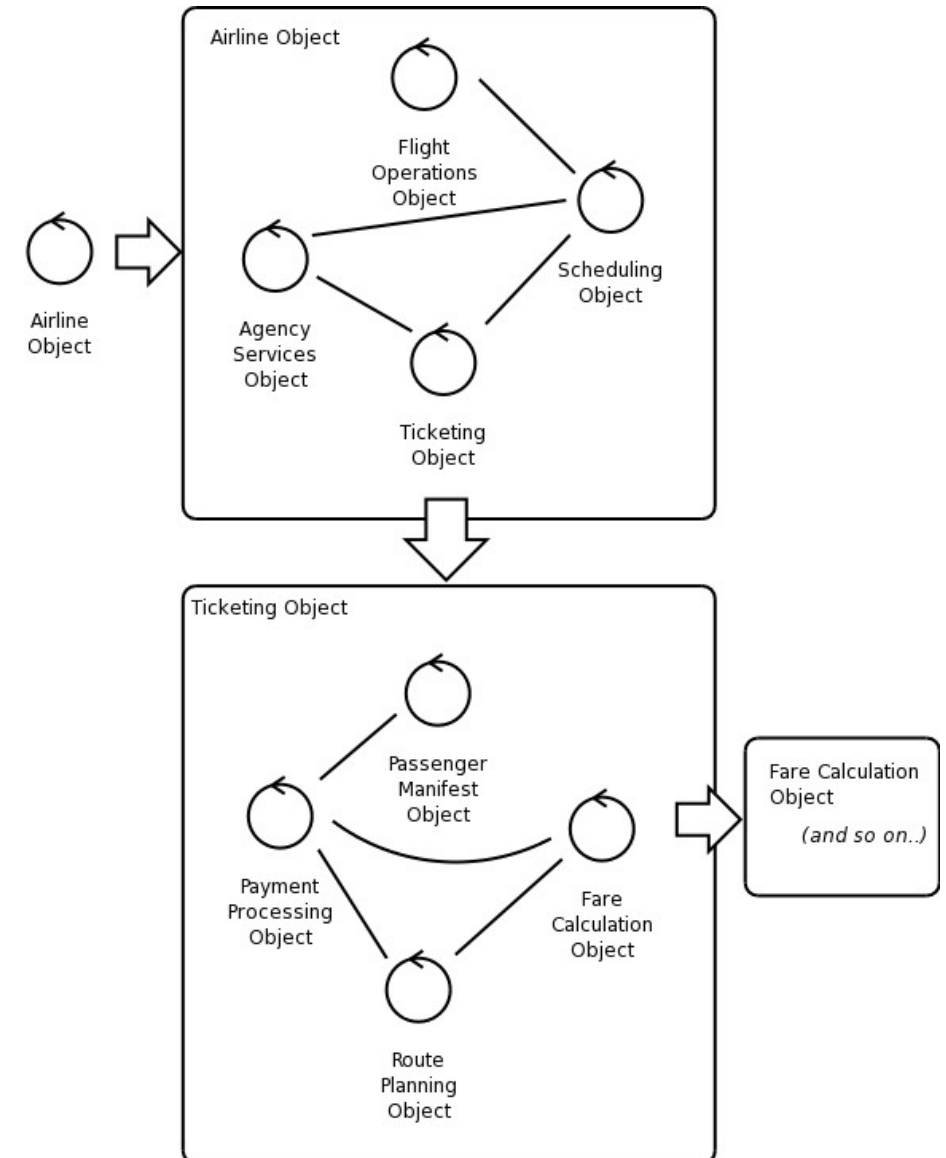 Airline Object
Flight
Operations
Object
Scheduling
Object
Airline
Object
Agency
Services
Object
Ticketing
Object
Ticketing Object
Passenger
Manifest
Object
Fare Calculation
Object
(and so on..)
Payment
Processing
Object
Fare
Calculation
Object
Route
Planning
Object